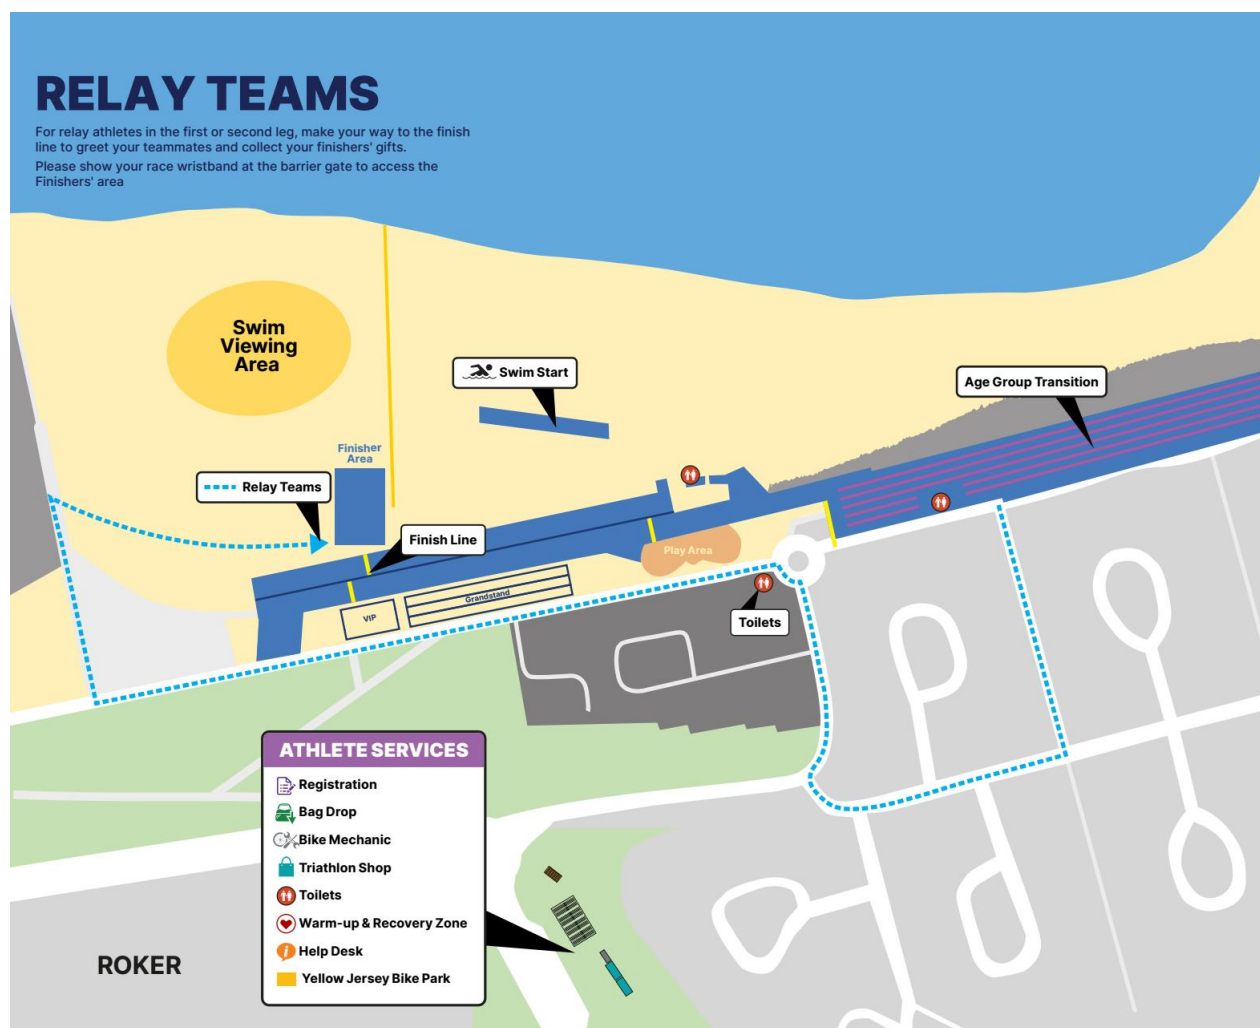 RELAY TEAMS
For relay athletes in the first or second leg, make your way to the finish
line to greet your teammates and collect your finishers' gifts.
Please show your race wristband at the barrier gate to access the
Finishers' area
Swim
Viewing
Area
Swim Start
Age Group Transition
Finisher
Area
Relay Teams
Finish Line
Play Area
Grandstand
VIP
Toilets
ATHLETE SERVICES
Registration
Bag Drop
Bike Mechanic
Triathlon Shop
Toilets
Warm-up & Recovery Zone
Help Desk
Yellow Jersey Bike Park
ROKER